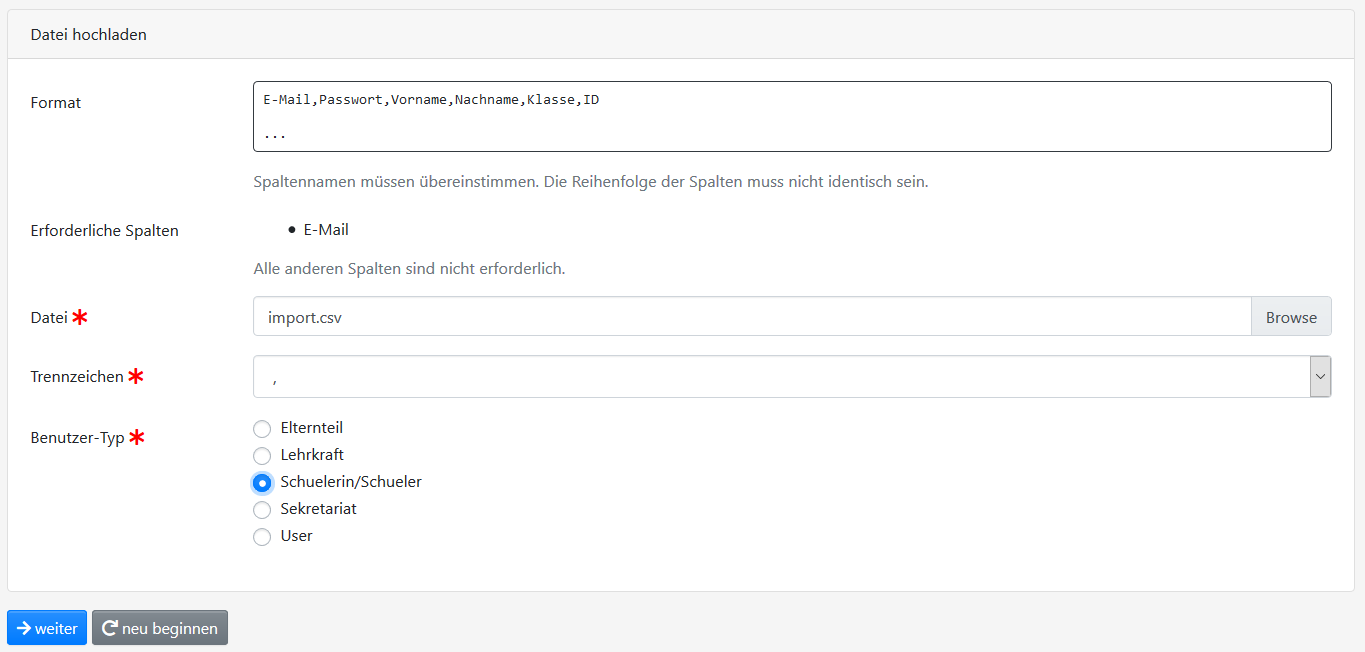 Datei hochladen
Format
E-Mail,Passwort,Vorname,Nachname,Klasse,ID
...
Spaltennamen müssen übereinstimmen. Die Reihenfolge der Spalten muss nicht identisch sein.
Erforderliche Spalten
• E-Mail
Alle anderen Spalten sind nicht erforderlich.
Datei *
import.csv
Browse
Trennzeichen *
,
Benutzer-Typ *
Elternteil
Lehrkraft
Schuelerin/Schueler
Sekretariat
User
weiter
neu beginnen